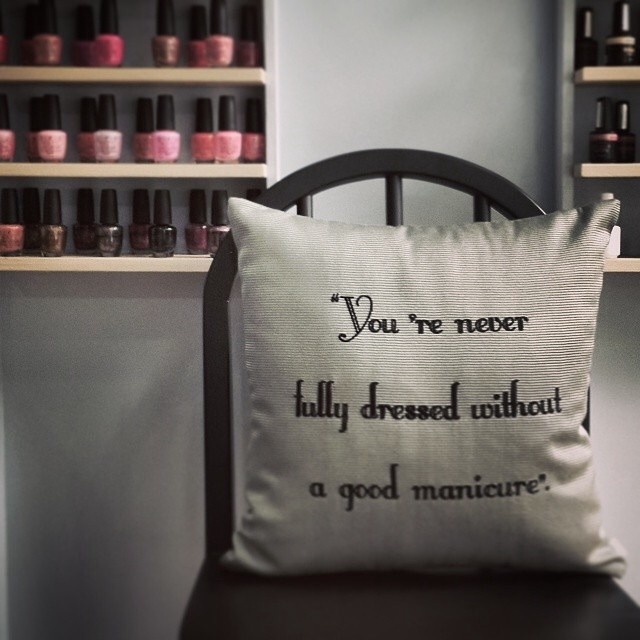 “You 're never
fully dressed without
a good manicure”.